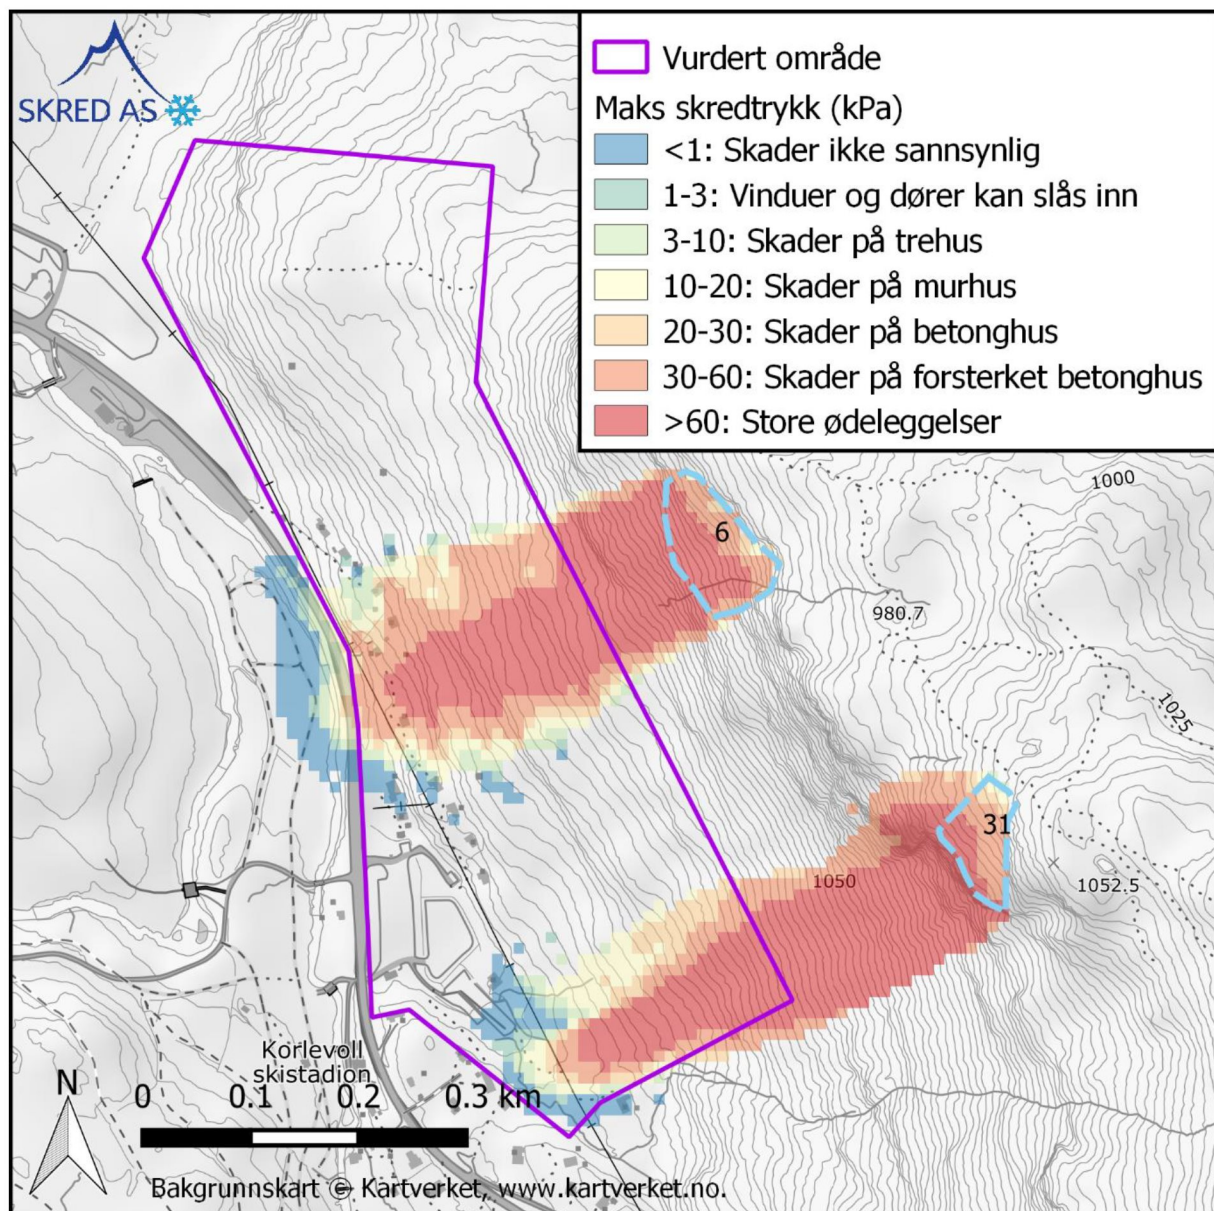 SKRED AS
Vurdert område
Maks skredtrykk (kPa)
<1: Skader ikke sannsynlig
1-3: Vinduer og dører kan slås inn
3-10: Skader på trehus
10-20: Skader på murhus
20-30: Skader på betonghus
30-60: Skader på forsterket betonghus
>60: Store ødeleggelser
1000
6
980.7
1025
31
1050
1052.5
Korlevoll
skistadion
N
0 0.1 0.2 0.3 km
Bakgrunnskart © Kartverket, www.kartverket.no.